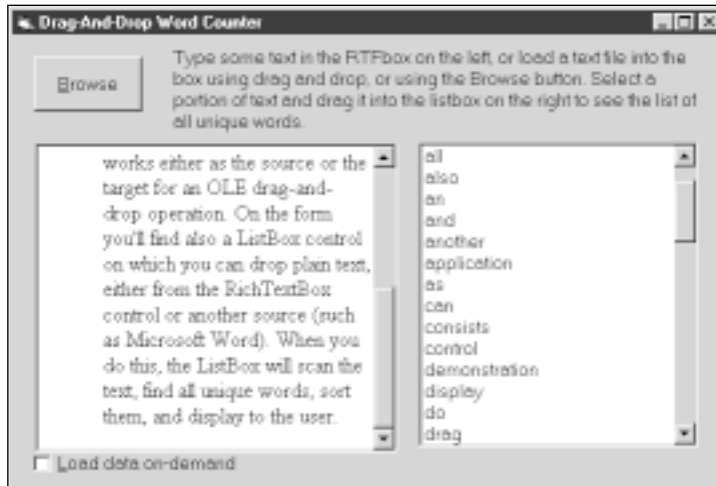 Drag-And-Drop Word Counter
Browse
Type some text in the RTFbox on the left, or load a text file into the
box using drag and drop, or using the Browse button. Select a
portion of text and drag it into the listbox on the right to see the list of
all unique words.
works either as the source or the
target for an OLE drag-and-
drop operation. On the form
you'll find also a ListBox control
on which you can drop plain text,
either from the RichTextBox
control or another source (such
as Microsoft Word). When you
do this, the ListBox will scan the
text, find all unique words, sort
them, and display to the user.
all
also
an
and
another
application
as
can
consists
control
demonstration
display
do
drag
Load data on-demand